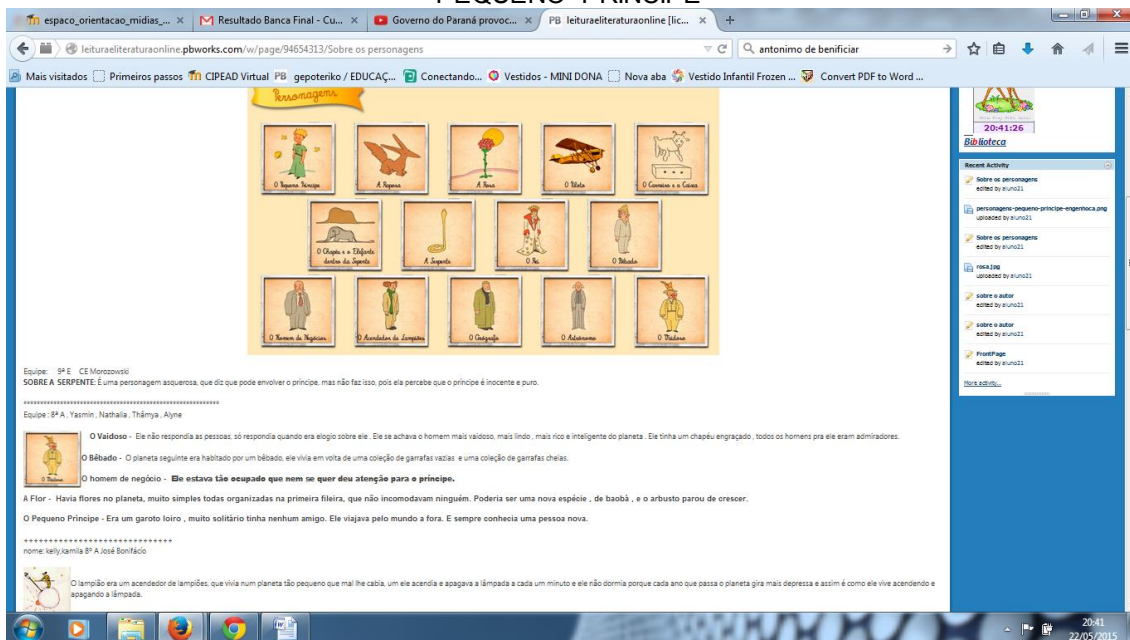 PEQUENO PRINCIPE
espaco_orientacao_midias_...
Resultado Banca Final - Cu...
Governo do Paraná provoc...
PB leituraeliteraturaonline [lic...
leituraeliteraturaonline.pbworks.com/w/page/94654313/Sobre os personagens
antonimo de benificiar
Mais visitados Primeiros passos CIPEAD Virtual PB gepoteriko / EDUCAÇ... Conectando... Vestidos - MINI DONA Nova aba Vestido Infantil Frozen ... Convert PDF to Word ...
Personagens
O Pequeno Príncipe
A Raposa
A Rosa
O Piloto
O Carneiro e a Caixa
O Chapéu e o Elefante
dentro da Serpente
A Serpente
O Rei
O Bêbado
O Homem de Negócios
O Acendedor de Lampiões
O Geógrafo
O Astrônomo
O Vaidoso
20:41:26
Biblioteca
Recent Activity
Sobre os personagens
edited by aluno21
personagens-pequeno-principe-engenhoca.png
uploaded by aluno21
Sobre os personagens
edited by aluno21
rosa.jpg
uploaded by aluno21
sobre o autor
edited by aluno21
sobre o autor
edited by aluno21
FrontPage
edited by aluno21
More activity...
Equipe: 9ª E CE Morozowski
SOBRE A SERPENTE: É uma personagem asquerosa, que diz que pode envolver o príncipe, mas não faz isso, pois ela percebe que o príncipe é inocente e puro.
Equipe : 8ª A , Yasmin , Nathalia , Thâmya , Alyne
O Vaidoso - Ele não respondia as pessoas, só respondia quando era elogio sobre ele . Ele se achava o homem mais vaidoso, mais lindo , mais rico e inteligente do planeta . Ele tinha um chapéu engraçado , todos os homens pra ele eram admiradores.
O Vaidoso
O Bêbado - O planeta seguinte era habitado por um bêbado, ele vivia em volta de uma coleção de garrafas vazias e uma coleção de garrafas cheias.
O homem de negócio - Ele estava tão ocupado que nem se quer deu atenção para o príncipe.
A Flor - Havia flores no planeta, muito simples todas organizadas na primeira fileira, que não incomodavam ninguém. Poderia ser uma nova espécie , de baobà , e o arbusto parou de crescer.
O Pequeno Príncipe - Era um garoto loiro , muito solitário tinha nenhum amigo. Ele viajava pelo mundo a fora. E sempre conhecia uma pessoa nova.
++++++++++++++++++++++++++++++
nome: kelly,kamila 8º A José Bonifácio
O lampião era um acendedor de lampiões, que vivia num planeta tão pequeno que mal lhe cabia, um ele acendia e apagava a lâmpada a cada um minuto e ele não dormia porque cada ano que passa o planeta gira mais depressa e assim é como ele vive acendendo e
apagando a lâmpada.
20:41
22/05/2015